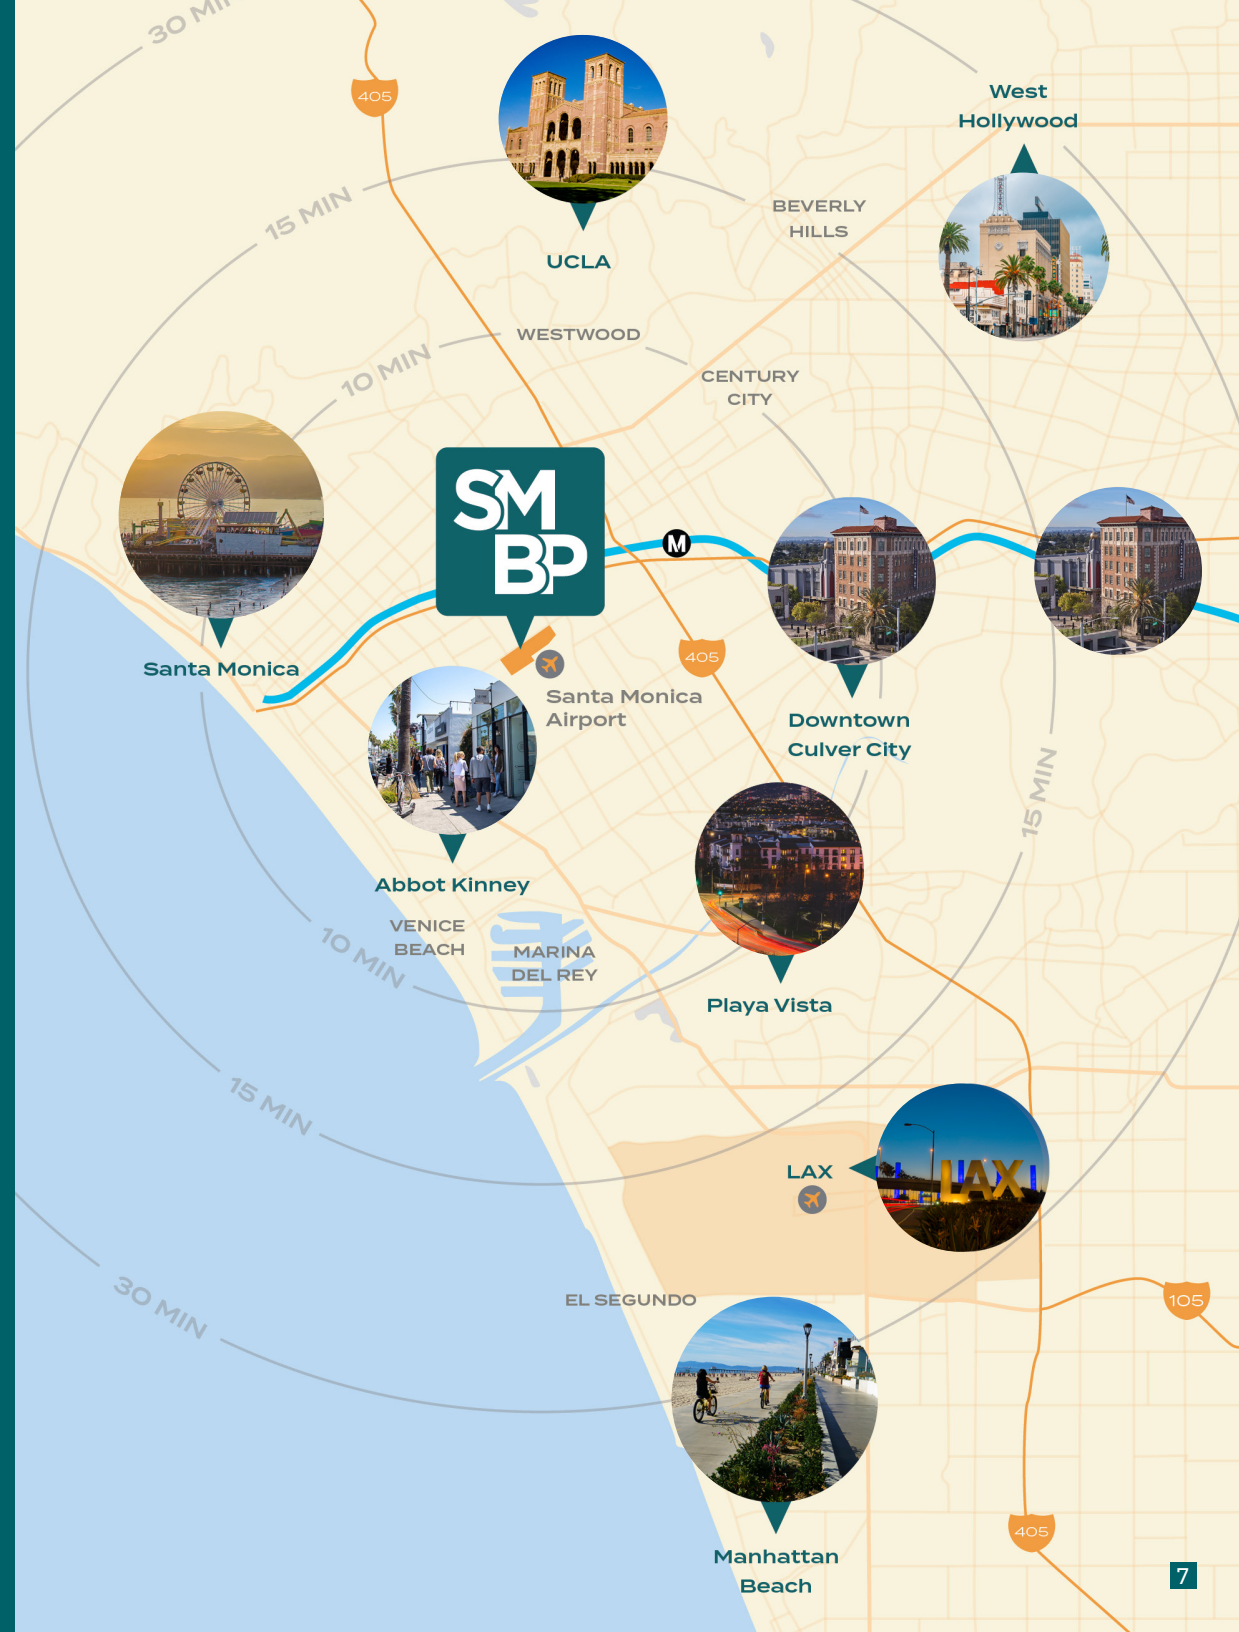 30 MIN
405
West
Hollywood
15 MIN
BEVERLY
HILLS
UCLA
WESTWOOD
10 MIN
CENTURY
CITY
SM
BP
M
405
Santa Monica
Santa Monica
Airport
Downtown
Culver City
15 MIN
Abbot Kinney
VENICE
BEACH
MARINA
DEL REY
10 MIN
Playa Vista
15 MIN
LAX
LAX
30 MIN
EL SEGUNDO
105
405
Manhattan
Beach
7